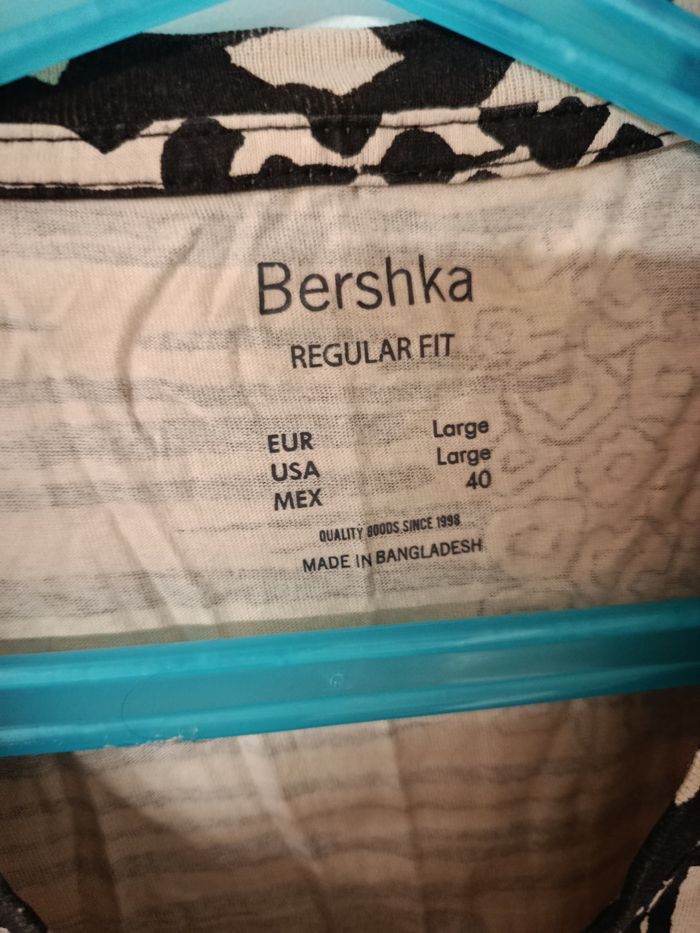 Bershka
REGULAR FIT
EUR Large
USA Large
MEX 40
QUALITY GOODS SINCE 1998
MADE IN BANGLADESH